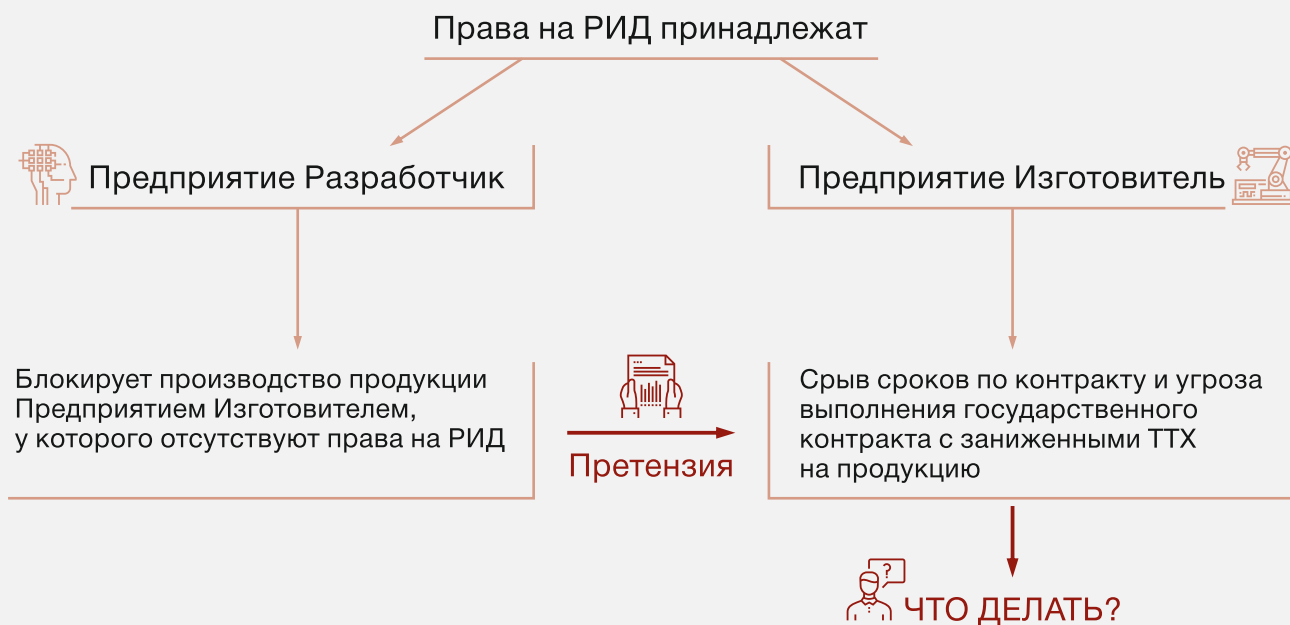 Права на РИД принадлежат
Предприятие Разработчик
Предприятие Изготовитель
Блокирует производство продукции
Предприятием Изготовителем,
у которого отсутствуют права на РИД
Претензия
Срыв сроков по контракту и угроза
выполнения государственного
контракта с заниженными ТТХ
на продукцию
?
ЧТО ДЕЛАТЬ?